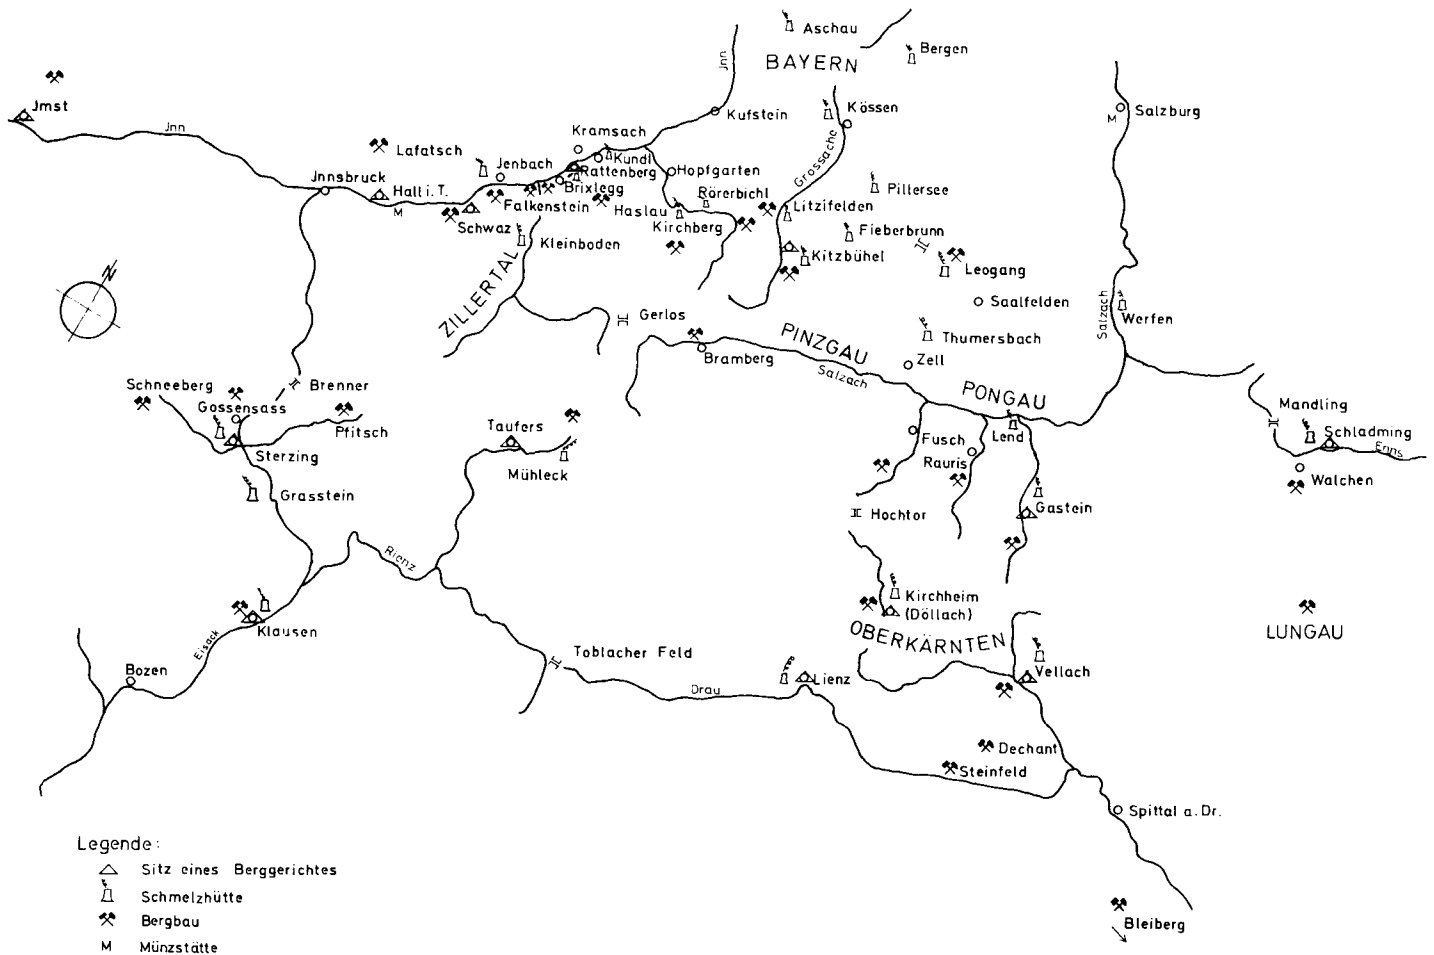 Aschau
Bergen
BAYERN
Jnn
Jmst
Jnn
Kufstein
Kössen
Salzburg
M
Kramsach
Lafatsch
Kundl
Jenbach
Rattenberg
Hopfgarten
Grossache
Brixlegg
Pillersee
Jnnsbruck
Hall i. T.
M
Falkenstein
Haslau
Rörerbichl
Litzlfelden
Schwaz
Kirchberg
Fieberbrunn
Kleinboden
Kitzbühel
Leogang
N
ZILLERTAL
Saalfelden
Gerlos
Salzach
Werfen
PINZGAU
Thumersbach
Bramberg
Zell
Salzach
Schneeberg
Brenner
PONGAU
Gossensass
Mandling
Pfitsch
Taufers
Lend
Schladming
Sterzing
Fusch
Enns
Mühleck
Rauris
Walchen
Grasstein
Hochtor
Gastein
Rienz
Kirchheim
(Döllach)
Klausen
OBERKÄRNTEN
LUNGAU
Eisack
Toblacher Feld
Bozen
Vellach
Lienz
Drau
Dechant
Steinfeld
Spittal a. Dr.
Legende:
Sitz eines Berggerichtes
Schmelzhütte
Bergbau
M Münzstätte
Bleiberg